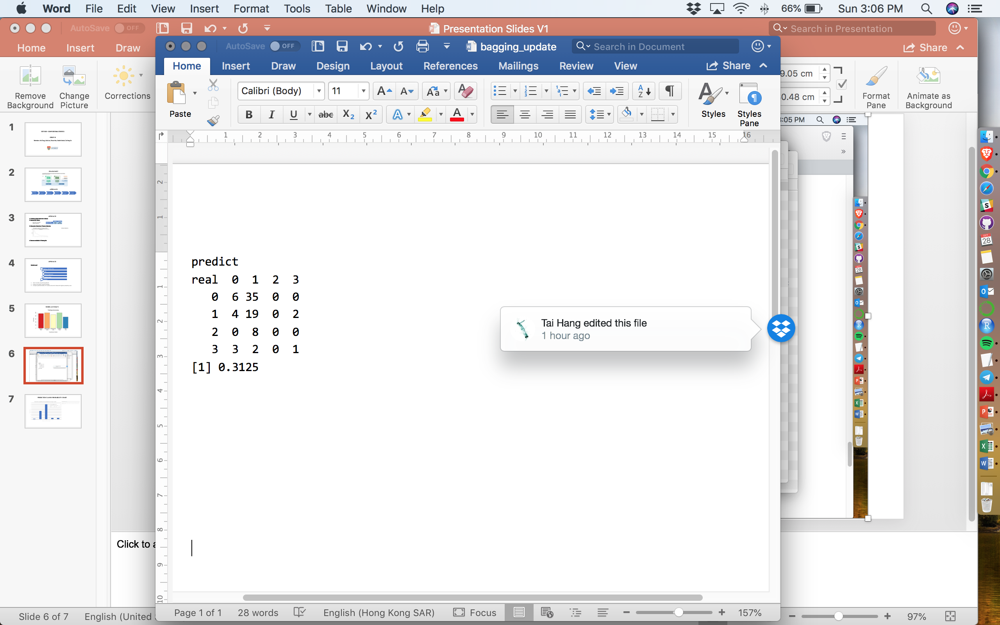 Word File Edit View Insert Format Tools Table Window Help 66% Sun 3:06 PM
AutoSave OFF Presentation Slides V1 Search in Presentation
Home Insert Draw Share
AutoSave OFF bagging_update Search in Document
Home Insert Draw Design Layout References Mailings Review View Share
Remove Background
Change Picture
Corrections
Paste
Calibri (Body) 11
Styles
Styles Pane
9.05 cm
0.48 cm
Format Pane
Animate as Background
:05 PM
1 2 3 4 5 6 7 8 9 10 11 12 13 14 15 16
1
2
3
4
5
6
7
predict
real 0 1 2 3
0 6 35 0 0
1 4 19 0 2
2 0 8 0 0
3 3 2 0 1
[1] 0.3125
Tai Hang edited this file
1 hour ago
OCT
28
Click to a
Page 1 of 1 28 words English (Hong Kong SAR) Focus 157%
Slide 6 of 7 English (United 97%